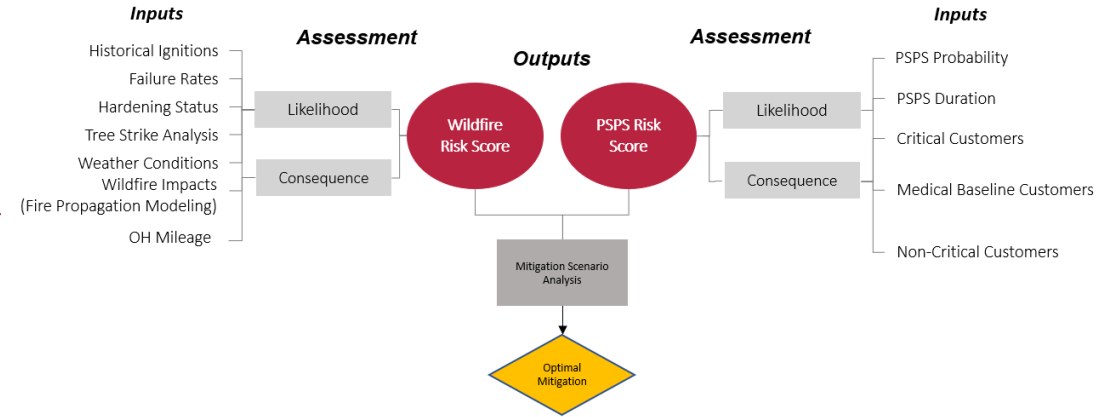 Inputs
Assessment
Historical Ignitions
Failure Rates
Hardening Status
Tree Strike Analysis
Weather Conditions
Wildfire Impacts
(Fire Propagation Modeling)
OH Mileage
Likelihood
Consequence
Outputs
Wildfire
Risk Score
PSPS Risk
Score
Assessment
Likelihood
Consequence
Inputs
PSPS Probability
PSPS Duration
Critical Customers
Medical Baseline Customers
Non-Critical Customers
Mitigation Scenario
Analysis
Optimal
Mitigation